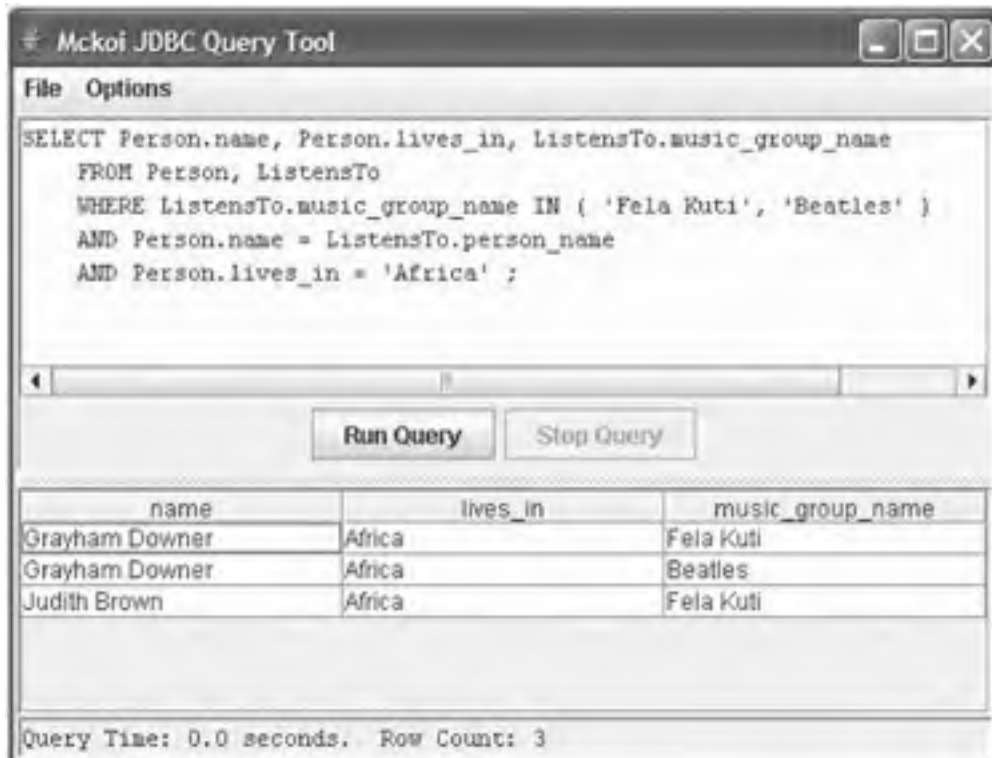 Mckoi JDBC Query Tool
File Options
SELECT Person.name, Person.lives_in, ListensTo.music_group_name
FROM Person, ListensTo
WHERE ListensTo.music_group_name IN ( 'Fela Kuti', 'Beatles' )
AND Person.name = ListensTo.person_name
AND Person.lives_in = 'Africa' ;
Run Query Stop Query
name lives_in music_group_name
Grayham Downer Africa Fela Kuti
Grayham Downer Africa Beatles
Judith Brown Africa Fela Kuti
Query Time: 0.0 seconds. Row Count: 3